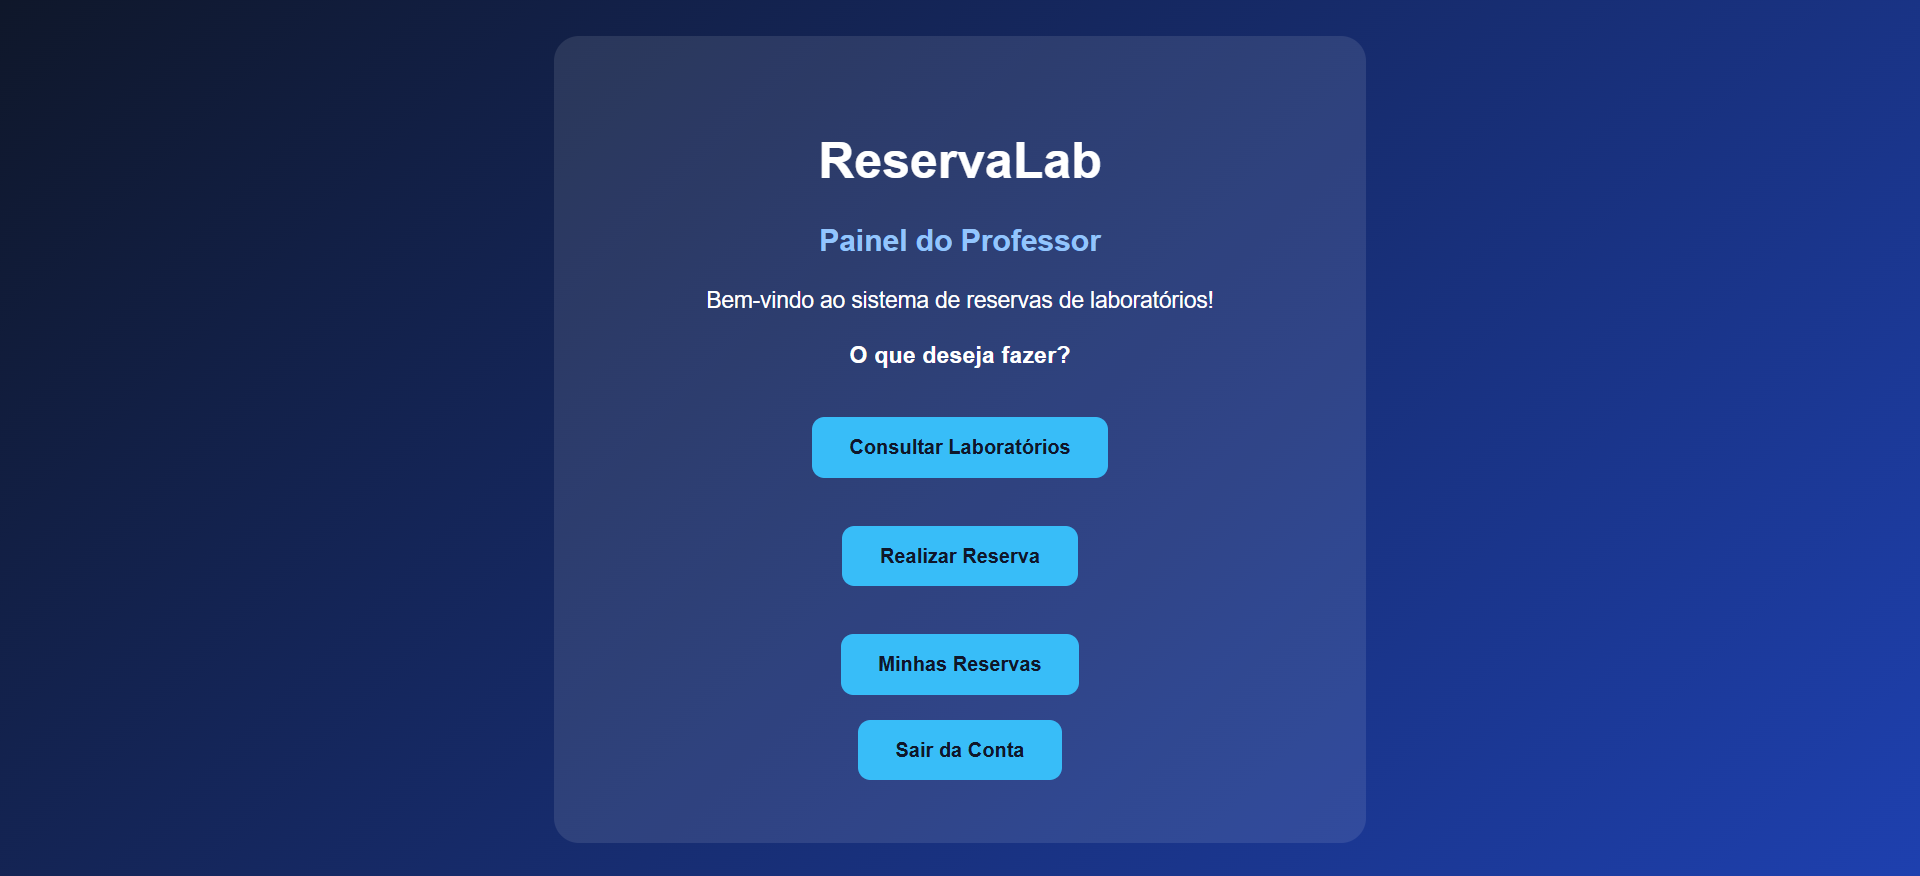 ReservaLab
Painel do Professor
Bem-vindo ao sistema de reservas de laboratórios!
O que deseja fazer?
Consultar Laboratórios
Realizar Reserva
Minhas Reservas
Sair da Conta